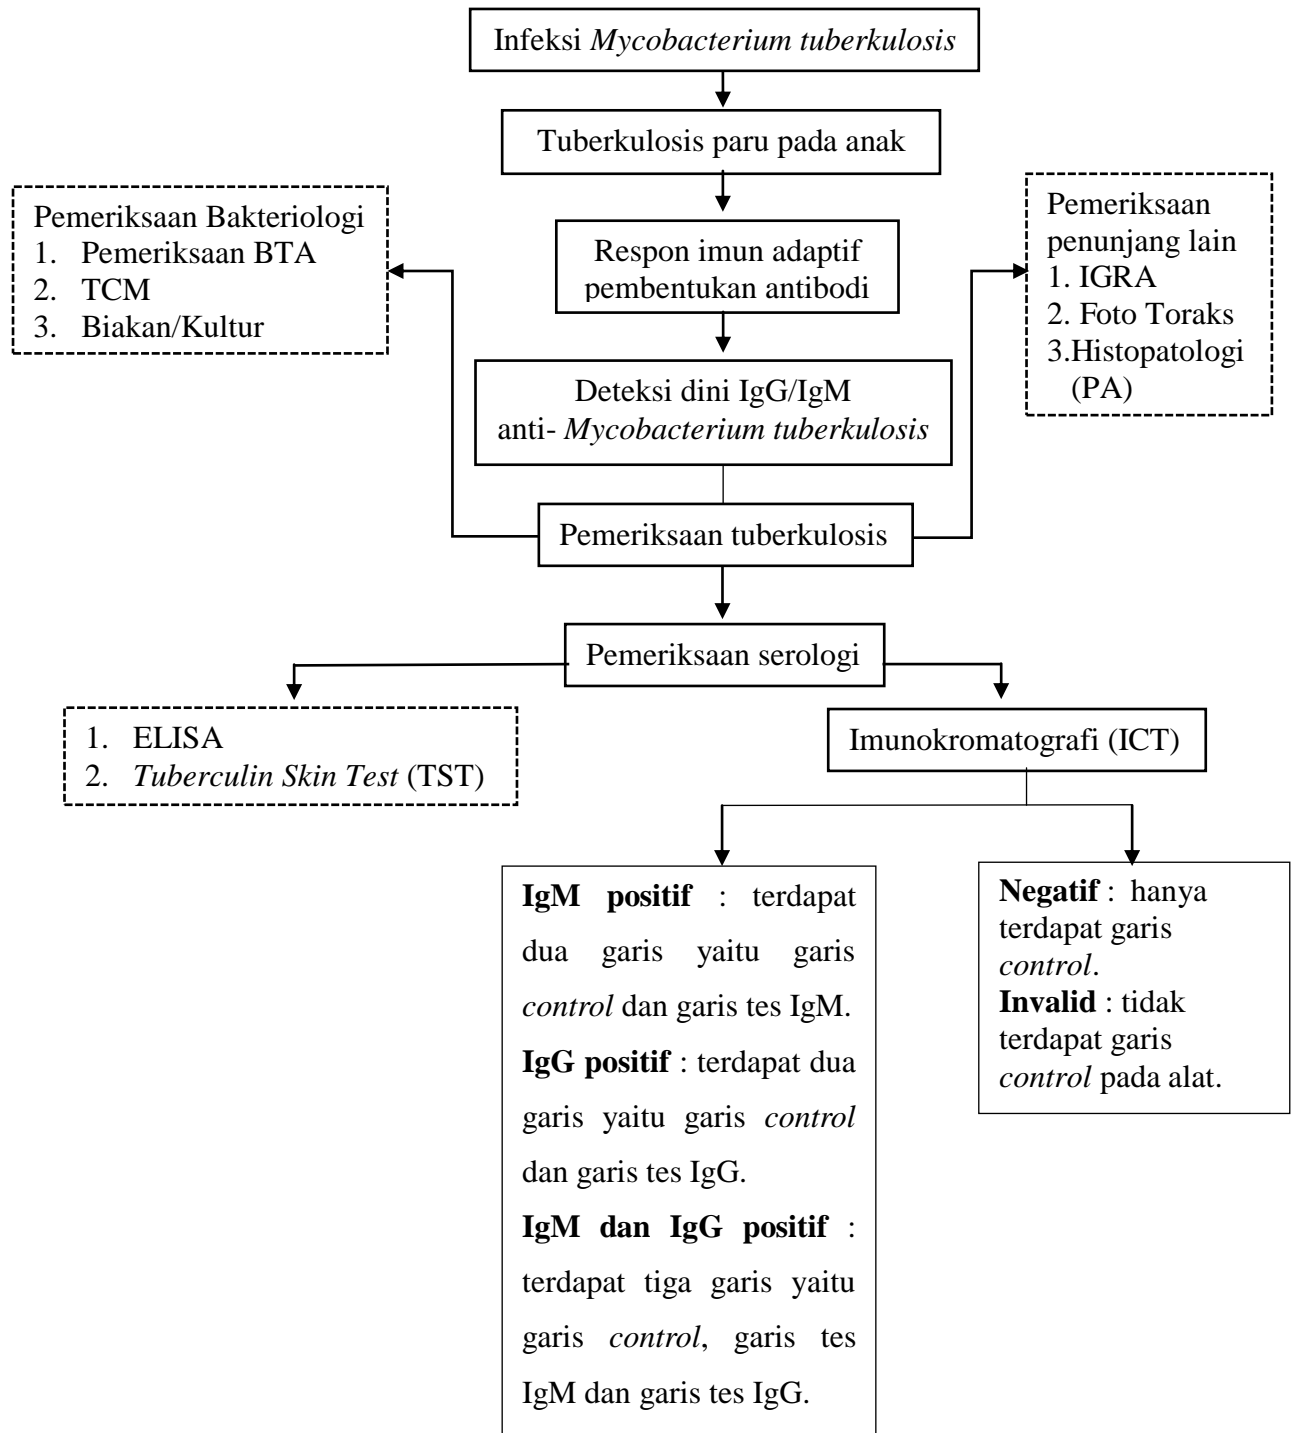 Infeksi Mycobacterium tuberkulosis
Tuberkulosis paru pada anak
Pemeriksaan Bakteriologi
1. Pemeriksaan BTA
2. TCM
3. Biakan/Kultur
Respon imun adaptif
pembentukan antibodi
Pemeriksaan
penunjang lain
1. IGRA
2. Foto Toraks
3.Histopatologi
(PA)
Deteksi dini IgG/IgM
anti- Mycobacterium tuberkulosis
Pemeriksaan tuberkulosis
Pemeriksaan serologi
1. ELISA
2. Tuberculin Skin Test (TST)
Imunokromatografi (ICT)
IgM positif : terdapat
dua garis yaitu garis
control dan garis tes IgM.
IgG positif : terdapat dua
garis yaitu garis control
dan garis tes IgG.
IgM dan IgG positif :
terdapat tiga garis yaitu
garis control, garis tes
IgM dan garis tes IgG.
Negatif : hanya
terdapat garis
control.
Invalid : tidak
terdapat garis
control pada alat.